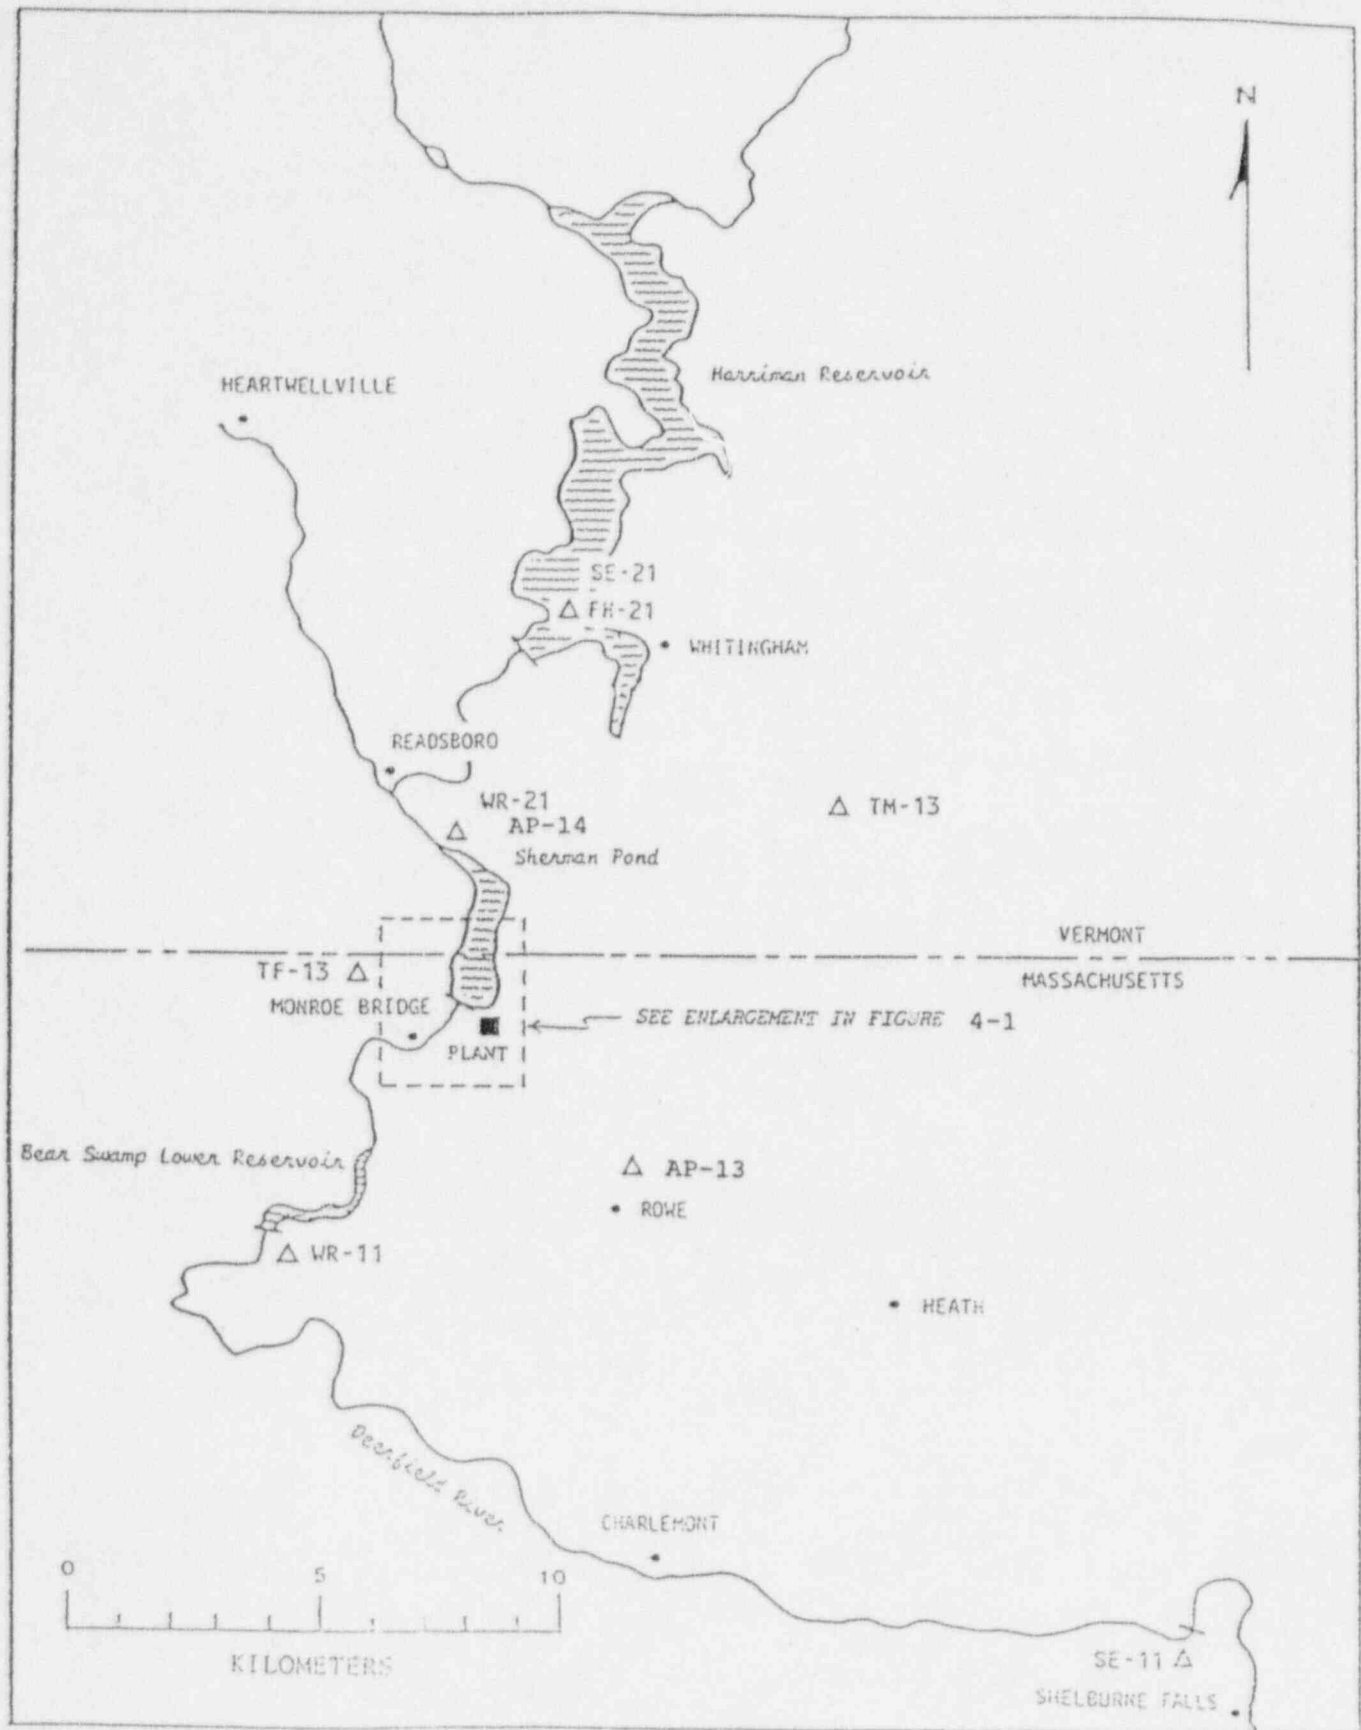 N
Harriman Reservoir
HEARTWELLVILLE
SE-21
FH-21
WHITINGHAM
READSBORO
WR-21
AP-14
TM-13
Sherman Pond
VERMONT
TF-13
MASSACHUSETTS
MONROE BRIDGE
SEE ENLARGEMENT IN FIGURE 4-1
PLANT
Bear Swamp Lower Reservoir
AP-13
ROWE
WR-11
HEATH
Deerfield River
CHARLEMONT
0 5 10
KILOMETERS
SE-11
SHELBURNE FALLS